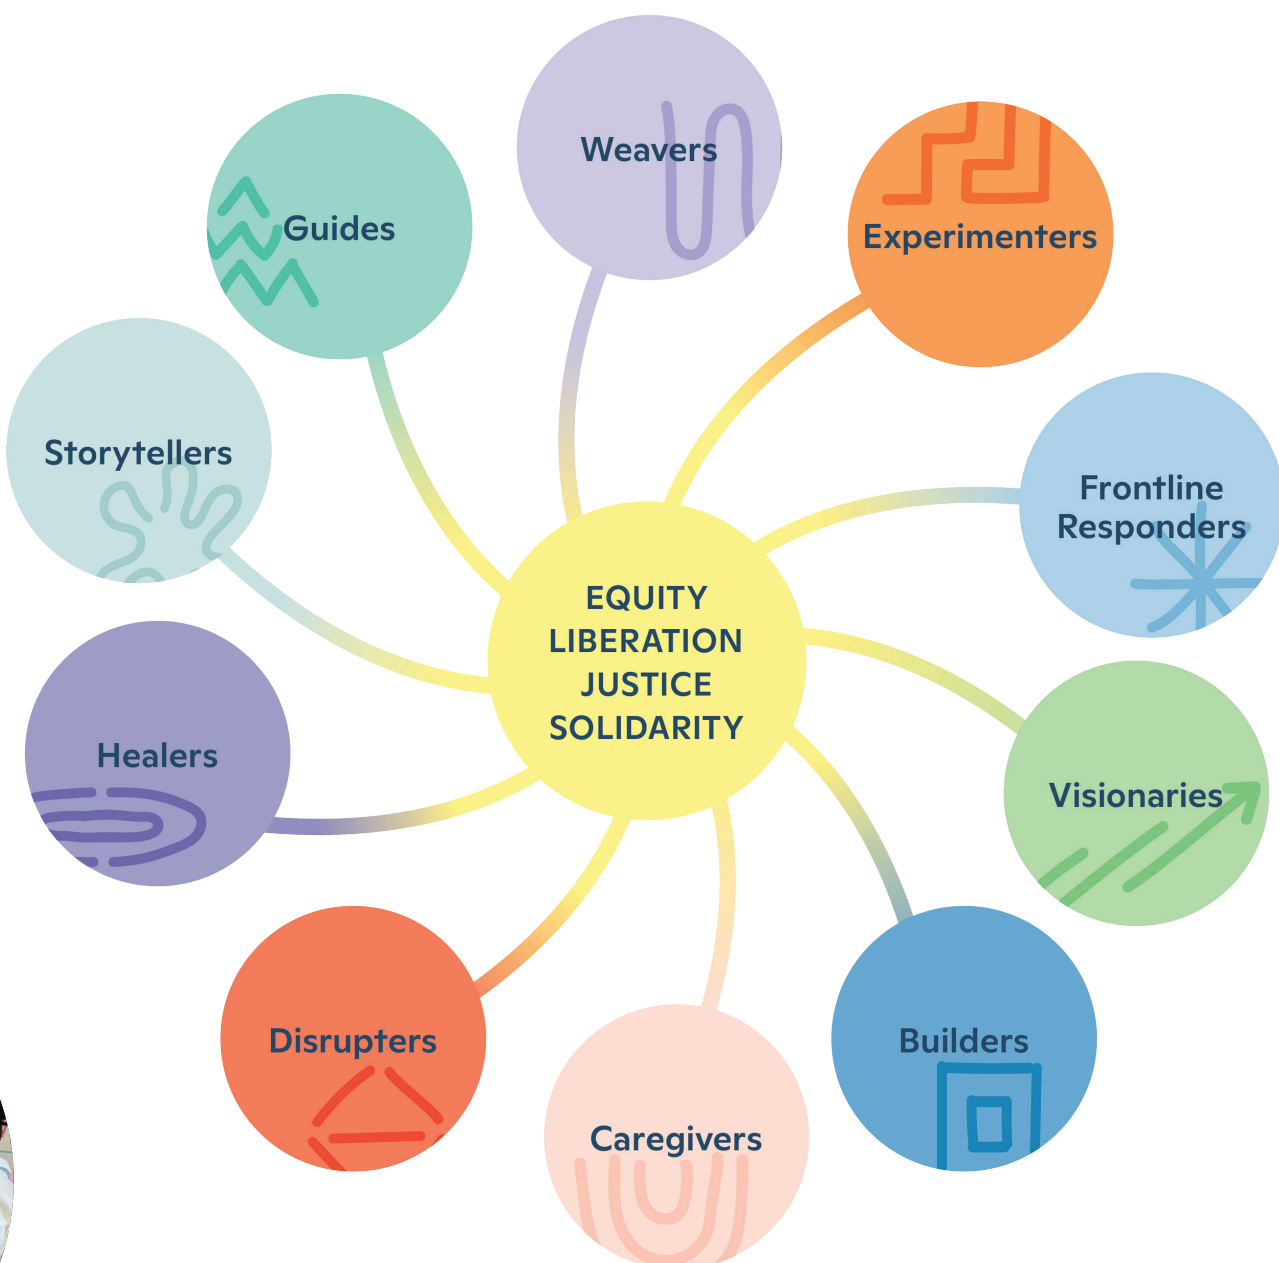 Weavers
Experimenters
Frontline
Responders
Visionaries
Builders
Caregivers
Disrupters
Healers
Storytellers
Guides
EQUITY
LIBERATION
JUSTICE
SOLIDARITY